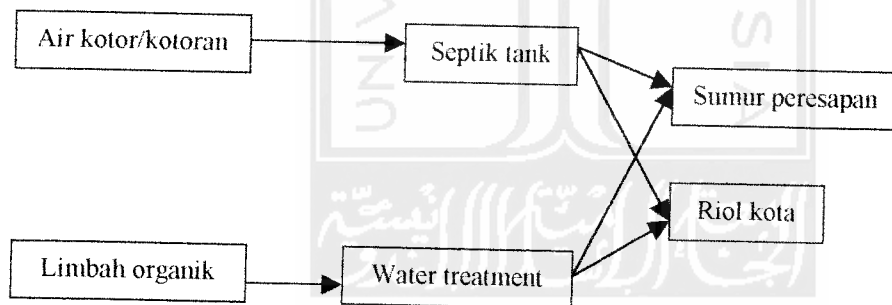 Air kotor/kotoran
Septik tank
Sumur peresapan
Riol kota
Limbah organik
Water treatment